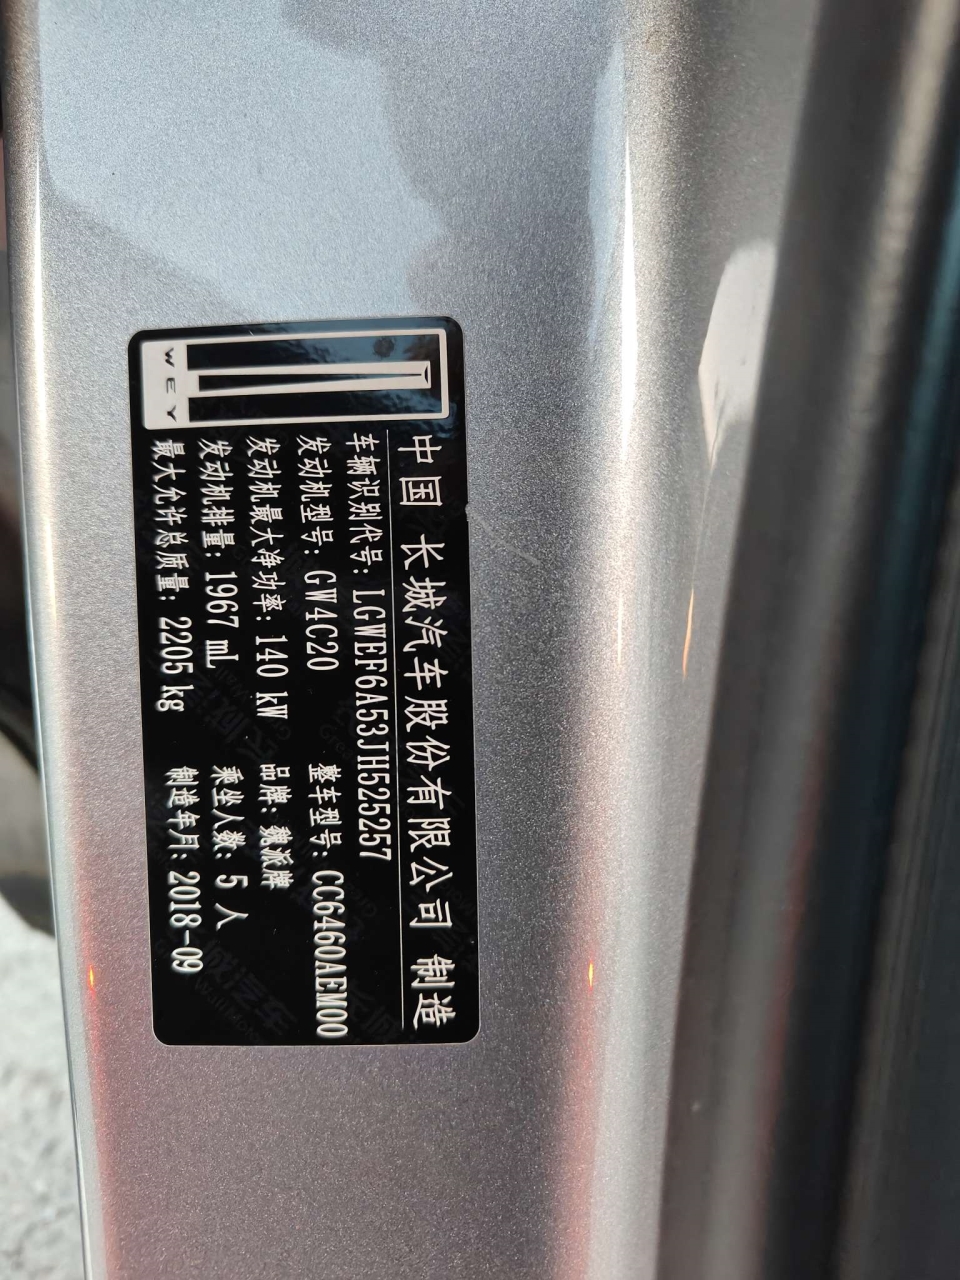 WEY
中国 长城汽车股份有限公司 制造
车辆识别代号: LGWEF6A53JH525257
发动机型号: GW4C20 整车型号: CC6460AEM00
发动机最大净功率: 140 kW 品牌: 魏派牌
发动机排量: 1967 mL 乘坐人数: 5 人
最大允许总质量: 2205 kg 制造年月: 2018-09